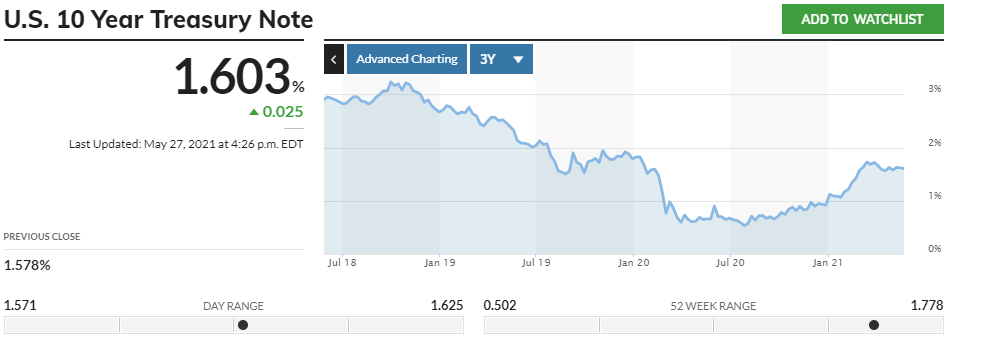 U.S. 10 Year Treasury Note
ADD TO WATCHLIST
1.603%
0.025
Last Updated: May 27, 2021 at 4:26 p.m. EDT
Advanced Charting
3Y
3%
2%
1%
0%
Jul 18 Jan 19 Jul 19 Jan 20 Jul 20 Jan 21
PREVIOUS CLOSE
1.578%
1.571 DAY RANGE 1.625
0.502 52 WEEK RANGE 1.778